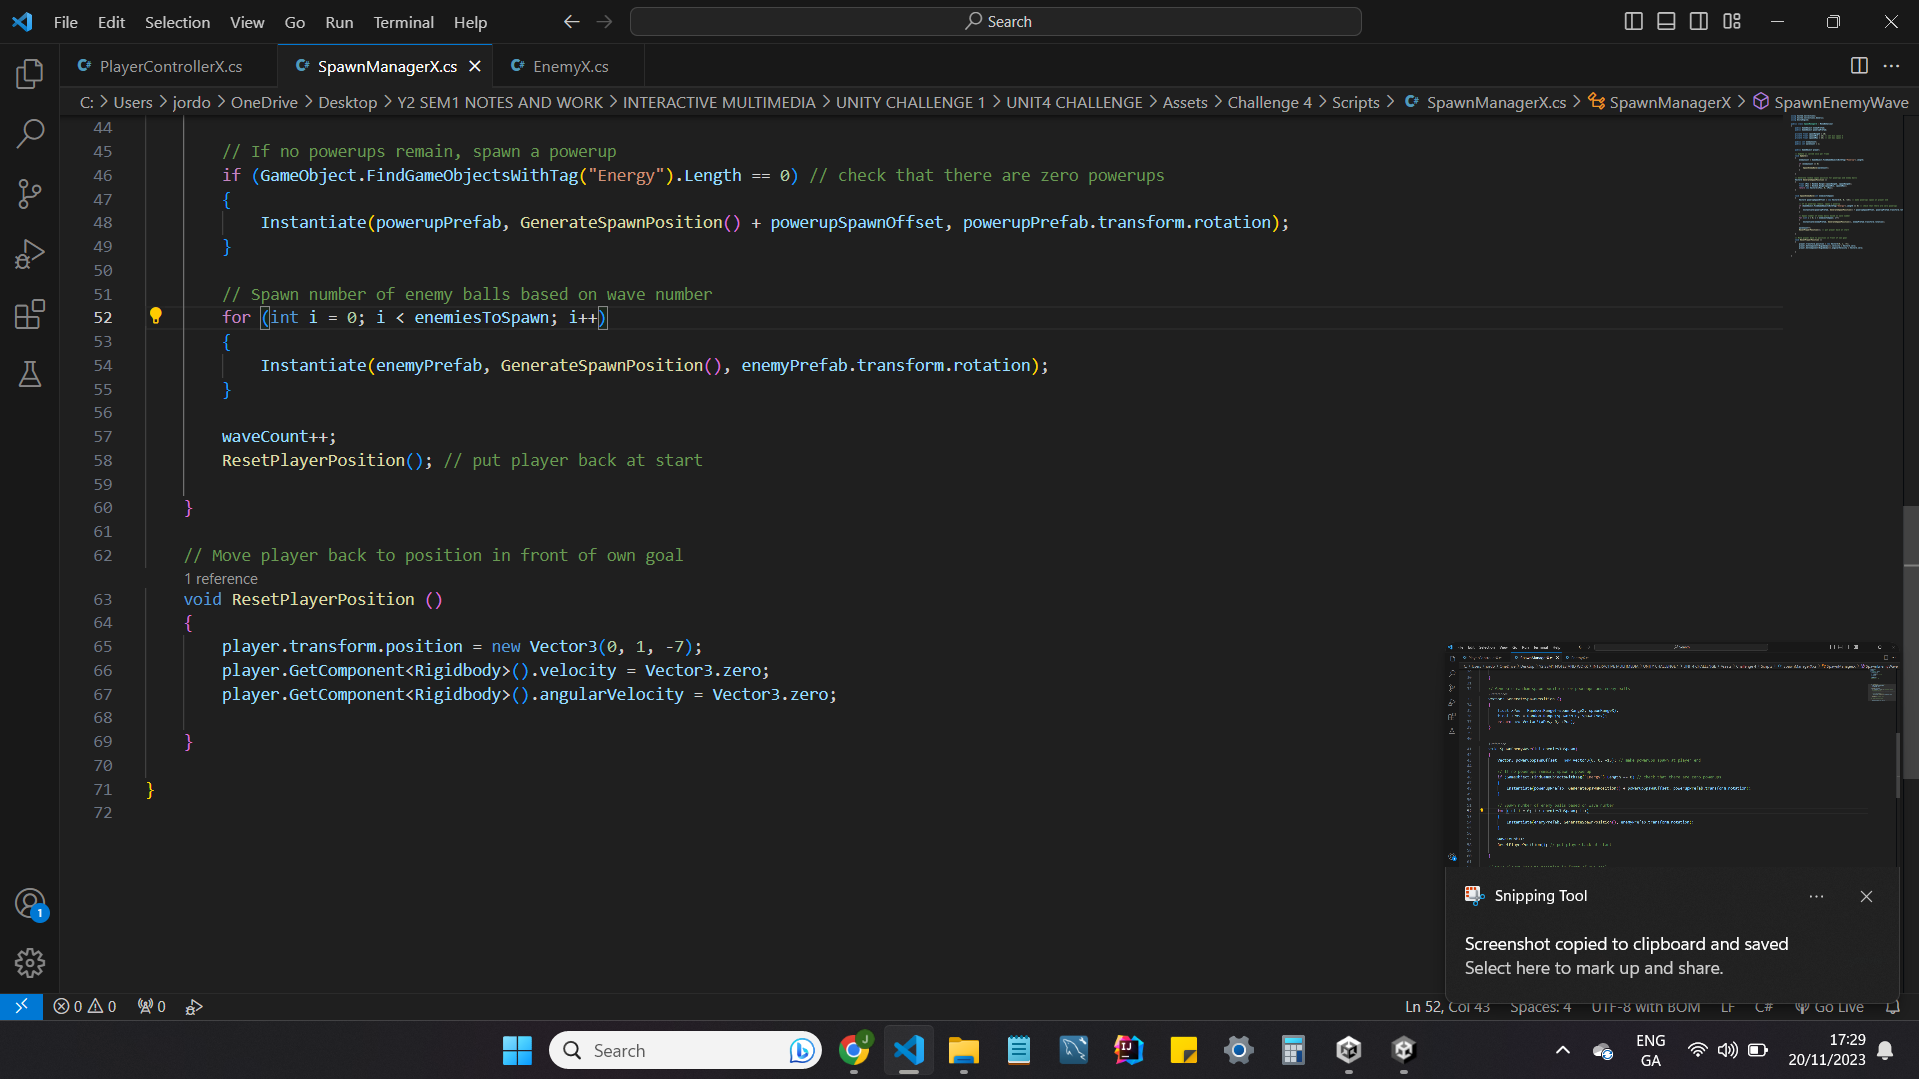 File Edit Selection View Go Run Terminal Help Search
PlayerControllerX.cs SpawnManagerX.cs EnemyX.cs
C: > Users > jordo > OneDrive > Desktop > Y2 SEM1 NOTES AND WORK > INTERACTIVE MULTIMEDIA > UNITY CHALLENGE 1 > UNIT4 CHALLENGE > Assets > Challenge 4 > Scripts > SpawnManagerX.cs > SpawnManagerX > SpawnEnemyWave
44
45 // If no powerups remain, spawn a powerup
46 if (GameObject.FindGameObjectsWithTag("Energy").Length == 0) // check that there are zero powerups
47 {
48 Instantiate(powerupPrefab, GenerateSpawnPosition() + powerupSpawnOffset, powerupPrefab.transform.rotation);
49 }
50
51 // Spawn number of enemy balls based on wave number
52 for (int i = 0; i < enemiesToSpawn; i++)
53 {
54 Instantiate(enemyPrefab, GenerateSpawnPosition(), enemyPrefab.transform.rotation);
55 }
56
57 waveCount++;
58 ResetPlayerPosition(); // put player back at start
59
60 }
61
62 // Move player back to position in front of own goal
1 reference
63 void ResetPlayerPosition ()
64 {
65 player.transform.position = new Vector3(0, 1, -7);
66 player.GetComponent<Rigidbody>().velocity = Vector3.zero;
67 player.GetComponent<Rigidbody>().angularVelocity = Vector3.zero;
68
69 }
70
71 }
72
1
Snipping Tool
Screenshot copied to clipboard and saved
Select here to mark up and share.
0 0 0 Ln 52, Col 43 Spaces: 4 UTF-8 with BOM LF C# Go Live
Search
J
IJ
ENG
GA
17:29
20/11/2023